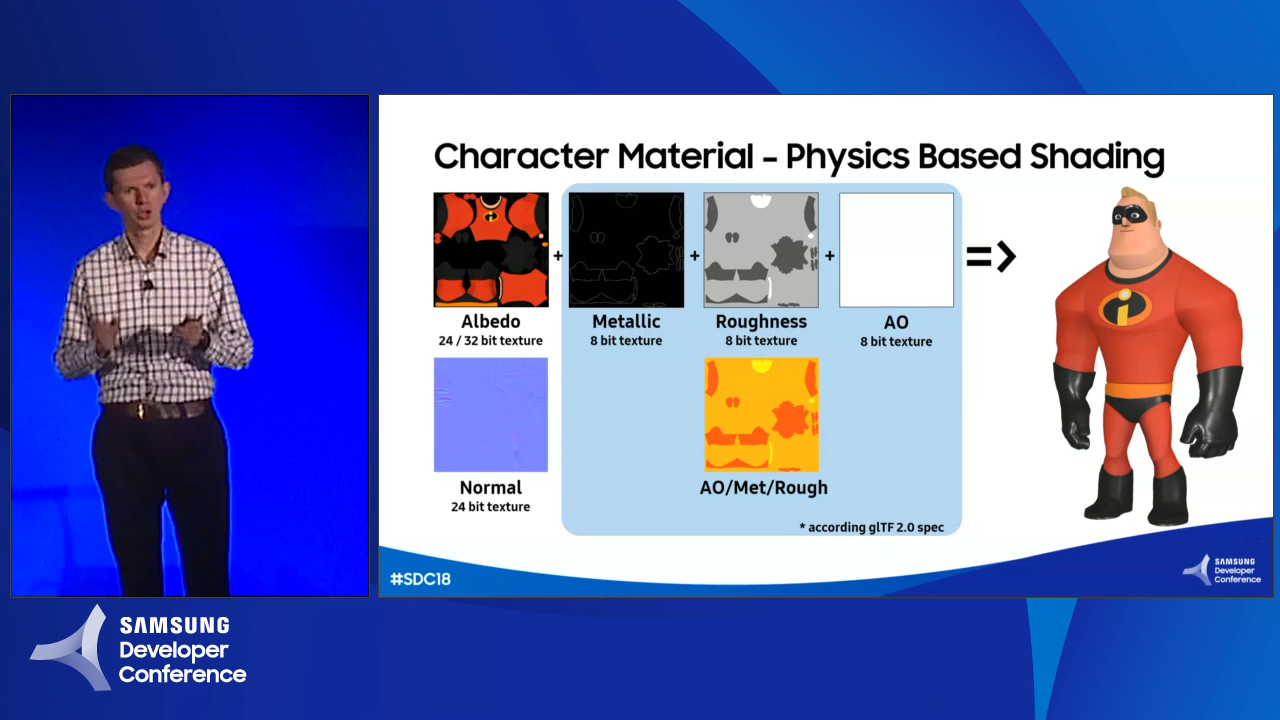 Character Material – Physics Based Shading
+ + + =>
Albedo
24 / 32 bit texture
Metallic
8 bit texture
Roughness
8 bit texture
AO
8 bit texture
Normal
24 bit texture
AO/Met/Rough
* according glTF 2.0 spec
#SDC18
SAMSUNG
Developer
Conference
SAMSUNG
Developer
Conference